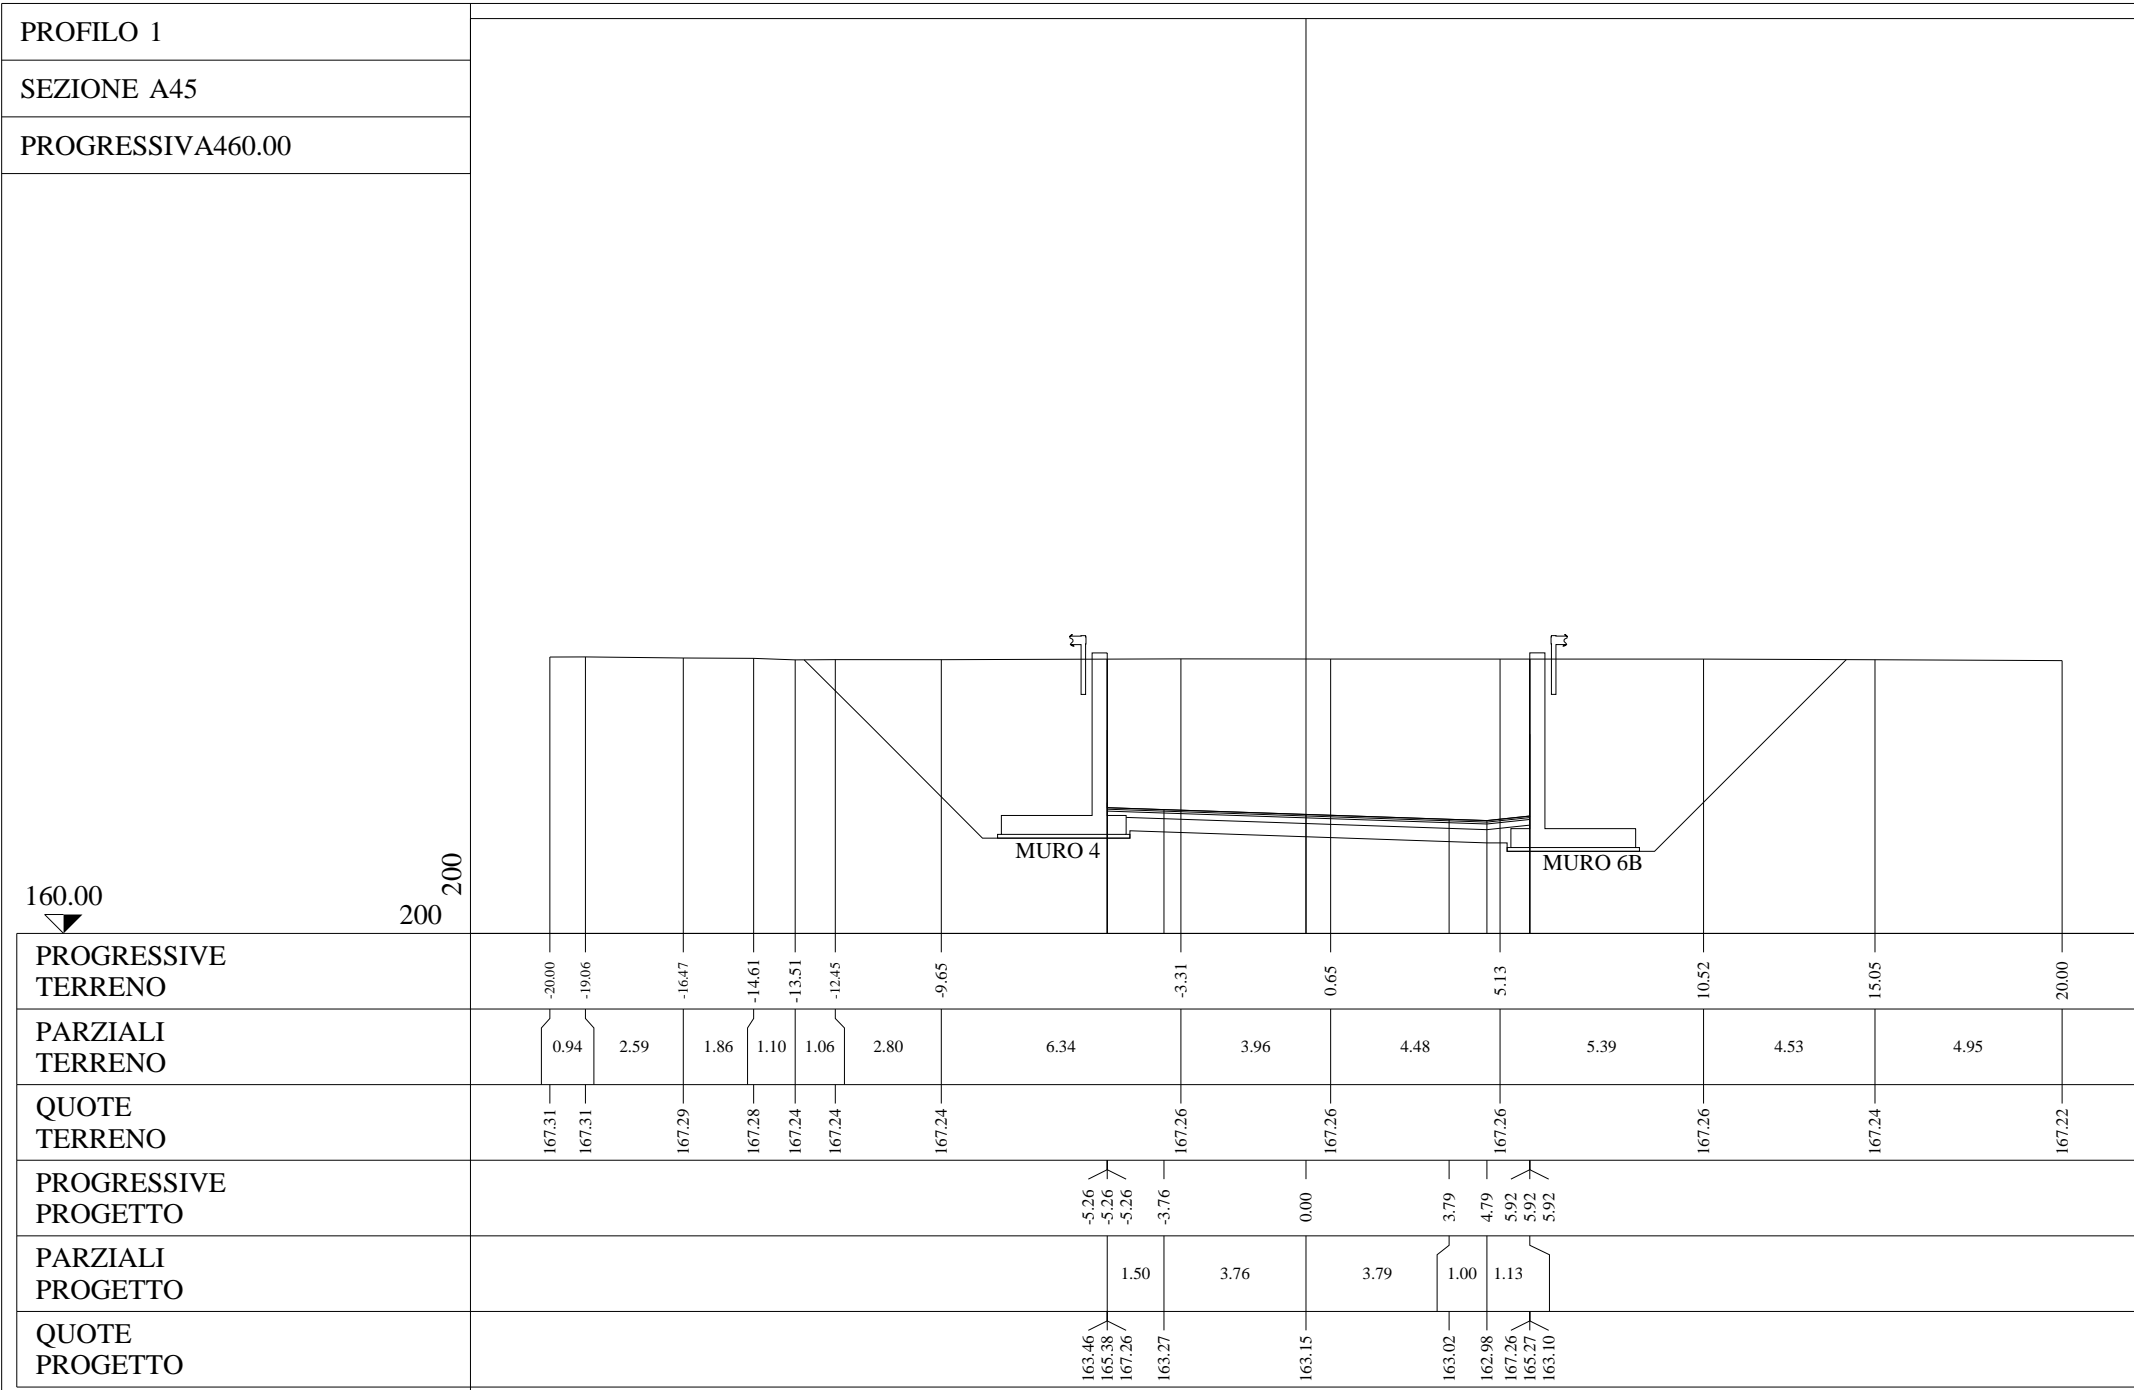 PROFILO 1
SEZIONE A45
PROGRESSIVA460.00
MURO 4
MURO 6B
200
160.00
200
PROGRESSIVE
TERRENO
-20.00 -19.06 -16.47 -14.61 -13.51 -12.45 -9.65 -3.31 0.65 5.13 10.52 15.05 20.00
PARZIALI
TERRENO
0.94 2.59 1.86 1.10 1.06 2.80 6.34 3.96 4.48 5.39 4.53 4.95
QUOTE
TERRENO
167.31 167.31 167.29 167.28 167.24 167.24 167.24 167.26 167.26 167.26 167.26 167.24 167.22
PROGRESSIVE
PROGETTO
-5.26 -5.26 -5.26 -3.76 0.00 3.79 4.79 5.92 5.92 5.92
PARZIALI
PROGETTO
1.50 3.76 3.79 1.00 1.13
QUOTE
PROGETTO
163.46 165.38 167.26 163.27 163.15 163.02 162.98 167.26 165.27 163.10